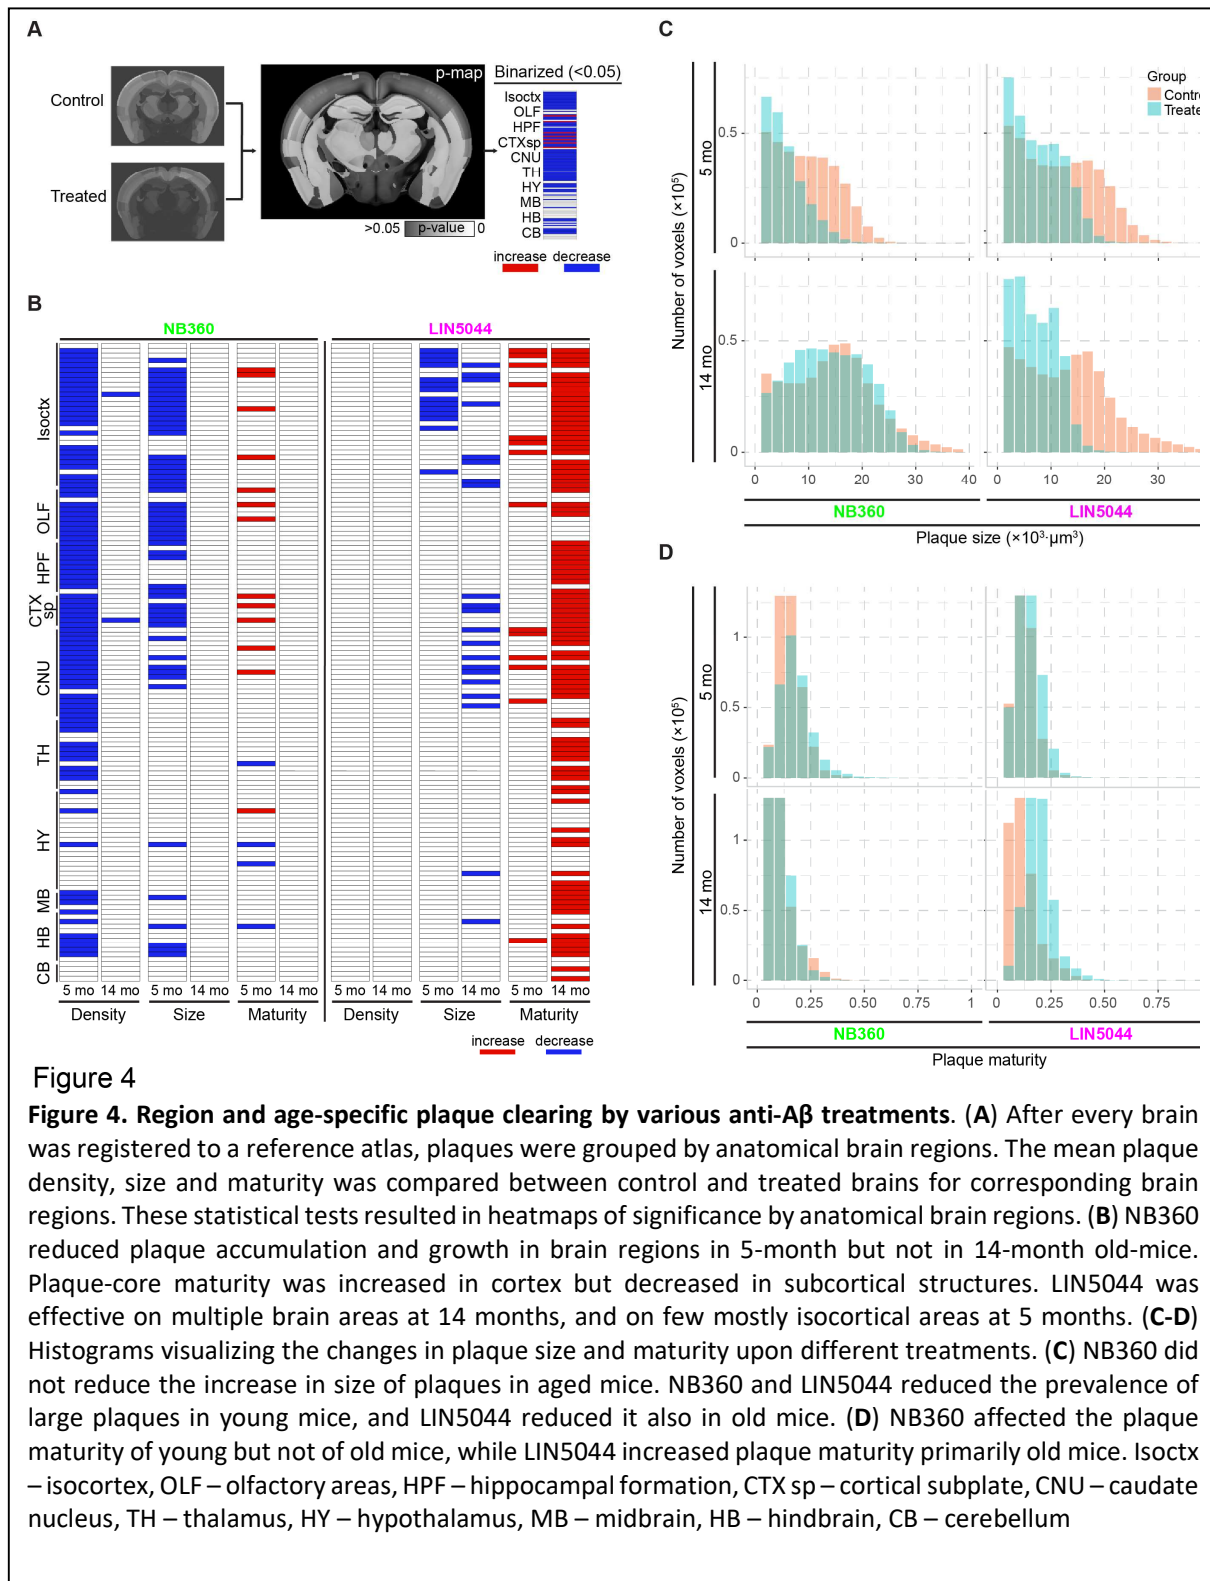 A
Control
Treated
p-map
>0.05 p-value 0
Binarized (<0.05)
Isoctx
OLF
HPF
CTXsp
CNU
TH
HY
MB
HB
CB
increase decrease
B
NB360 LIN5044
Isoctx
OLF
HPF
CTX
sp
CNU
TH
HY
MB
HB
CB
5 mo 14 mo 5 mo 14 mo 5 mo 14 mo 5 mo 14 mo 5 mo 14 mo 5 mo 14 mo
Density Size Maturity Density Size Maturity
increase decrease
C
Group
Contro
Treate
Number of voxels (×10⁵)
5 mo
0.5
0
14 mo
0.5
0
0 10 20 30 40 0 10 20 30
NB360 LIN5044
Plaque size (×10³·µm³)
D
Number of voxels (×10⁵)
5 mo
1
0.5
0
14 mo
1
0.5
0
0 0.25 0.50 0.75 1 0 0.25 0.50 0.75
NB360 LIN5044
Plaque maturity
Figure 4
Figure 4. Region and age-specific plaque clearing by various anti-Aβ treatments. (A) After every brain
was registered to a reference atlas, plaques were grouped by anatomical brain regions. The mean plaque
density, size and maturity was compared between control and treated brains for corresponding brain
regions. These statistical tests resulted in heatmaps of significance by anatomical brain regions. (B) NB360
reduced plaque accumulation and growth in brain regions in 5-month but not in 14-month old-mice.
Plaque-core maturity was increased in cortex but decreased in subcortical structures. LIN5044 was
effective on multiple brain areas at 14 months, and on few mostly isocortical areas at 5 months. (C-D)
Histograms visualizing the changes in plaque size and maturity upon different treatments. (C) NB360 did
not reduce the increase in size of plaques in aged mice. NB360 and LIN5044 reduced the prevalence of
large plaques in young mice, and LIN5044 reduced it also in old mice. (D) NB360 affected the plaque
maturity of young but not of old mice, while LIN5044 increased plaque maturity primarily old mice. Isoctx
– isocortex, OLF – olfactory areas, HPF – hippocampal formation, CTX sp – cortical subplate, CNU – caudate
nucleus, TH – thalamus, HY – hypothalamus, MB – midbrain, HB – hindbrain, CB – cerebellum